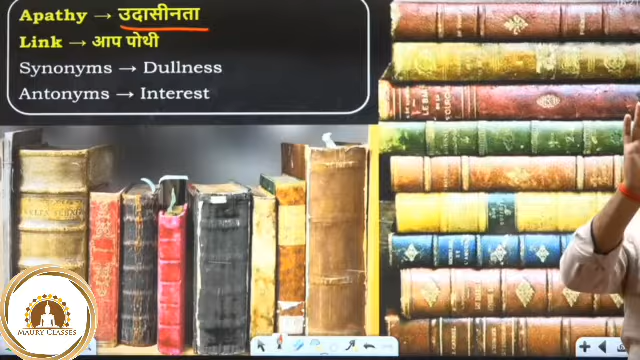 Apathy → उदासीनता
Link → आप पोथी
Synonyms → Dullness
Antonyms → Interest
MAURY CLASSES